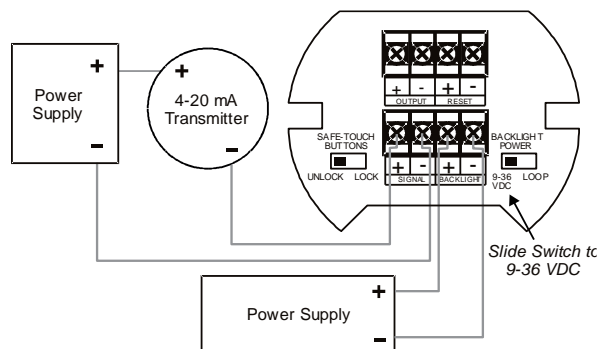 +
Power
Supply
-
+
4-20 mA
Transmitter
-
+ - + -
OUTPUT RESET
SAFE-TOUCH
BUTTONS
UNLOCK LOCK
+ - + -
SIGNAL BACKLIGHT
BACKLIGHT
POWER
9-36
VDC
LOOP
Slide Switch to
9-36 VDC
+
Power Supply
-